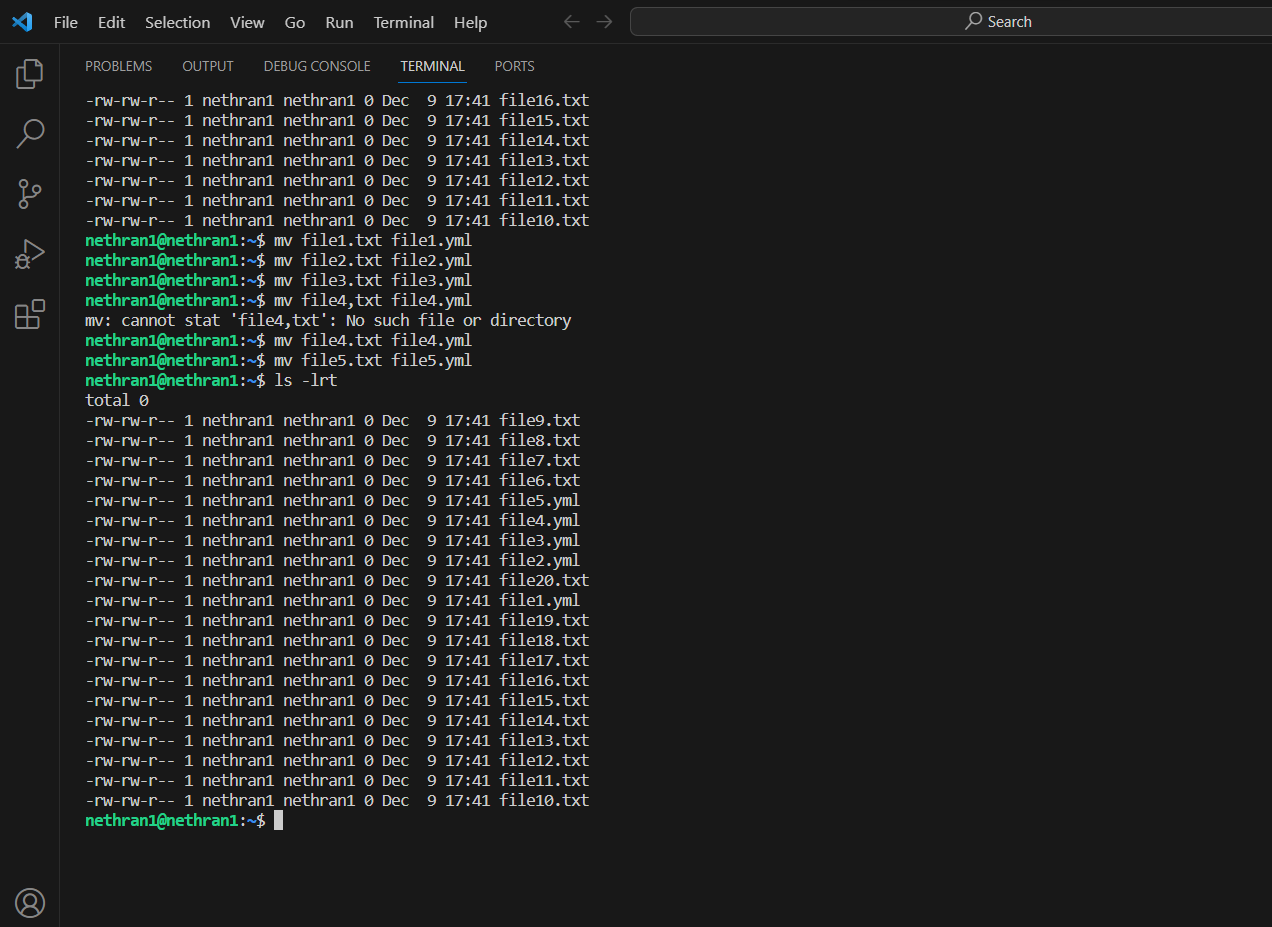 File Edit Selection View Go Run Terminal Help Search
PROBLEMS OUTPUT DEBUG CONSOLE TERMINAL PORTS
-rw-rw-r-- 1 nethran1 nethran1 0 Dec  9 17:41 file16.txt
-rw-rw-r-- 1 nethran1 nethran1 0 Dec  9 17:41 file15.txt
-rw-rw-r-- 1 nethran1 nethran1 0 Dec  9 17:41 file14.txt
-rw-rw-r-- 1 nethran1 nethran1 0 Dec  9 17:41 file13.txt
-rw-rw-r-- 1 nethran1 nethran1 0 Dec  9 17:41 file12.txt
-rw-rw-r-- 1 nethran1 nethran1 0 Dec  9 17:41 file11.txt
-rw-rw-r-- 1 nethran1 nethran1 0 Dec  9 17:41 file10.txt
nethran1@nethran1:~$ mv file1.txt file1.yml
nethran1@nethran1:~$ mv file2.txt file2.yml
nethran1@nethran1:~$ mv file3.txt file3.yml
nethran1@nethran1:~$ mv file4,txt file4.yml
mv: cannot stat 'file4,txt': No such file or directory
nethran1@nethran1:~$ mv file4.txt file4.yml
nethran1@nethran1:~$ mv file5.txt file5.yml
nethran1@nethran1:~$ ls -lrt
total 0
-rw-rw-r-- 1 nethran1 nethran1 0 Dec  9 17:41 file9.txt
-rw-rw-r-- 1 nethran1 nethran1 0 Dec  9 17:41 file8.txt
-rw-rw-r-- 1 nethran1 nethran1 0 Dec  9 17:41 file7.txt
-rw-rw-r-- 1 nethran1 nethran1 0 Dec  9 17:41 file6.txt
-rw-rw-r-- 1 nethran1 nethran1 0 Dec  9 17:41 file5.yml
-rw-rw-r-- 1 nethran1 nethran1 0 Dec  9 17:41 file4.yml
-rw-rw-r-- 1 nethran1 nethran1 0 Dec  9 17:41 file3.yml
-rw-rw-r-- 1 nethran1 nethran1 0 Dec  9 17:41 file2.yml
-rw-rw-r-- 1 nethran1 nethran1 0 Dec  9 17:41 file20.txt
-rw-rw-r-- 1 nethran1 nethran1 0 Dec  9 17:41 file1.yml
-rw-rw-r-- 1 nethran1 nethran1 0 Dec  9 17:41 file19.txt
-rw-rw-r-- 1 nethran1 nethran1 0 Dec  9 17:41 file18.txt
-rw-rw-r-- 1 nethran1 nethran1 0 Dec  9 17:41 file17.txt
-rw-rw-r-- 1 nethran1 nethran1 0 Dec  9 17:41 file16.txt
-rw-rw-r-- 1 nethran1 nethran1 0 Dec  9 17:41 file15.txt
-rw-rw-r-- 1 nethran1 nethran1 0 Dec  9 17:41 file14.txt
-rw-rw-r-- 1 nethran1 nethran1 0 Dec  9 17:41 file13.txt
-rw-rw-r-- 1 nethran1 nethran1 0 Dec  9 17:41 file12.txt
-rw-rw-r-- 1 nethran1 nethran1 0 Dec  9 17:41 file11.txt
-rw-rw-r-- 1 nethran1 nethran1 0 Dec  9 17:41 file10.txt
nethran1@nethran1:~$